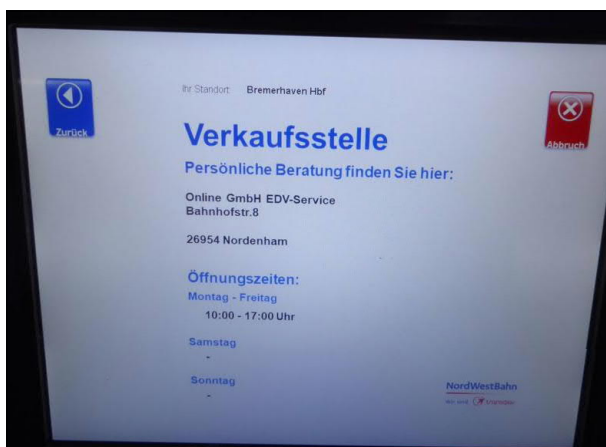 Zurück
Ihr Standort: Bremerhaven Hbf
Abbruch
Verkaufsstelle
Persönliche Beratung finden Sie hier:
Online GmbH EDV-Service
Bahnhofstr.8
26954 Nordenham
Öffnungszeiten:
Montag - Freitag
10:00 - 17:00 Uhr
Samstag
-
Sonntag
-
NordWestBahn